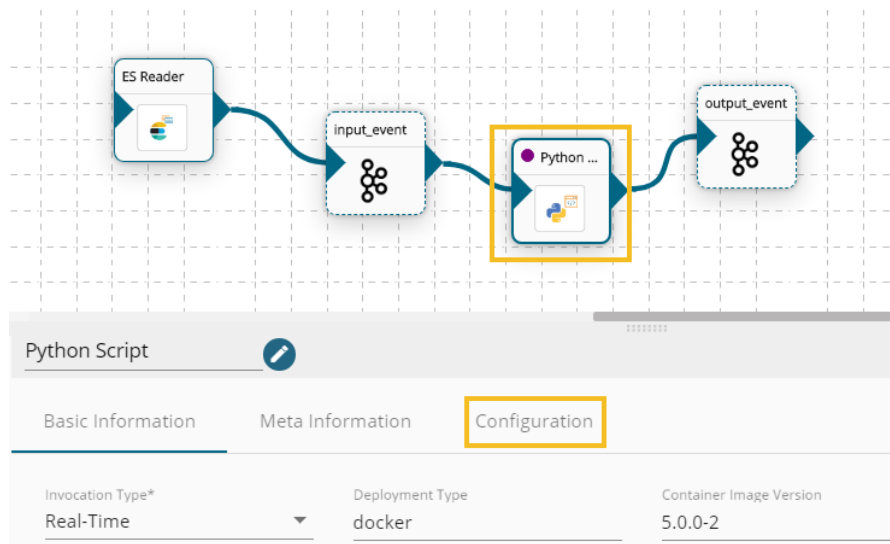 ES Reader
input_event
Python ...
output_event
Python Script
Basic Information
Meta Information
Configuration
Invocation Type*
Deployment Type
Container Image Version
Real-Time
docker
5.0.0-2